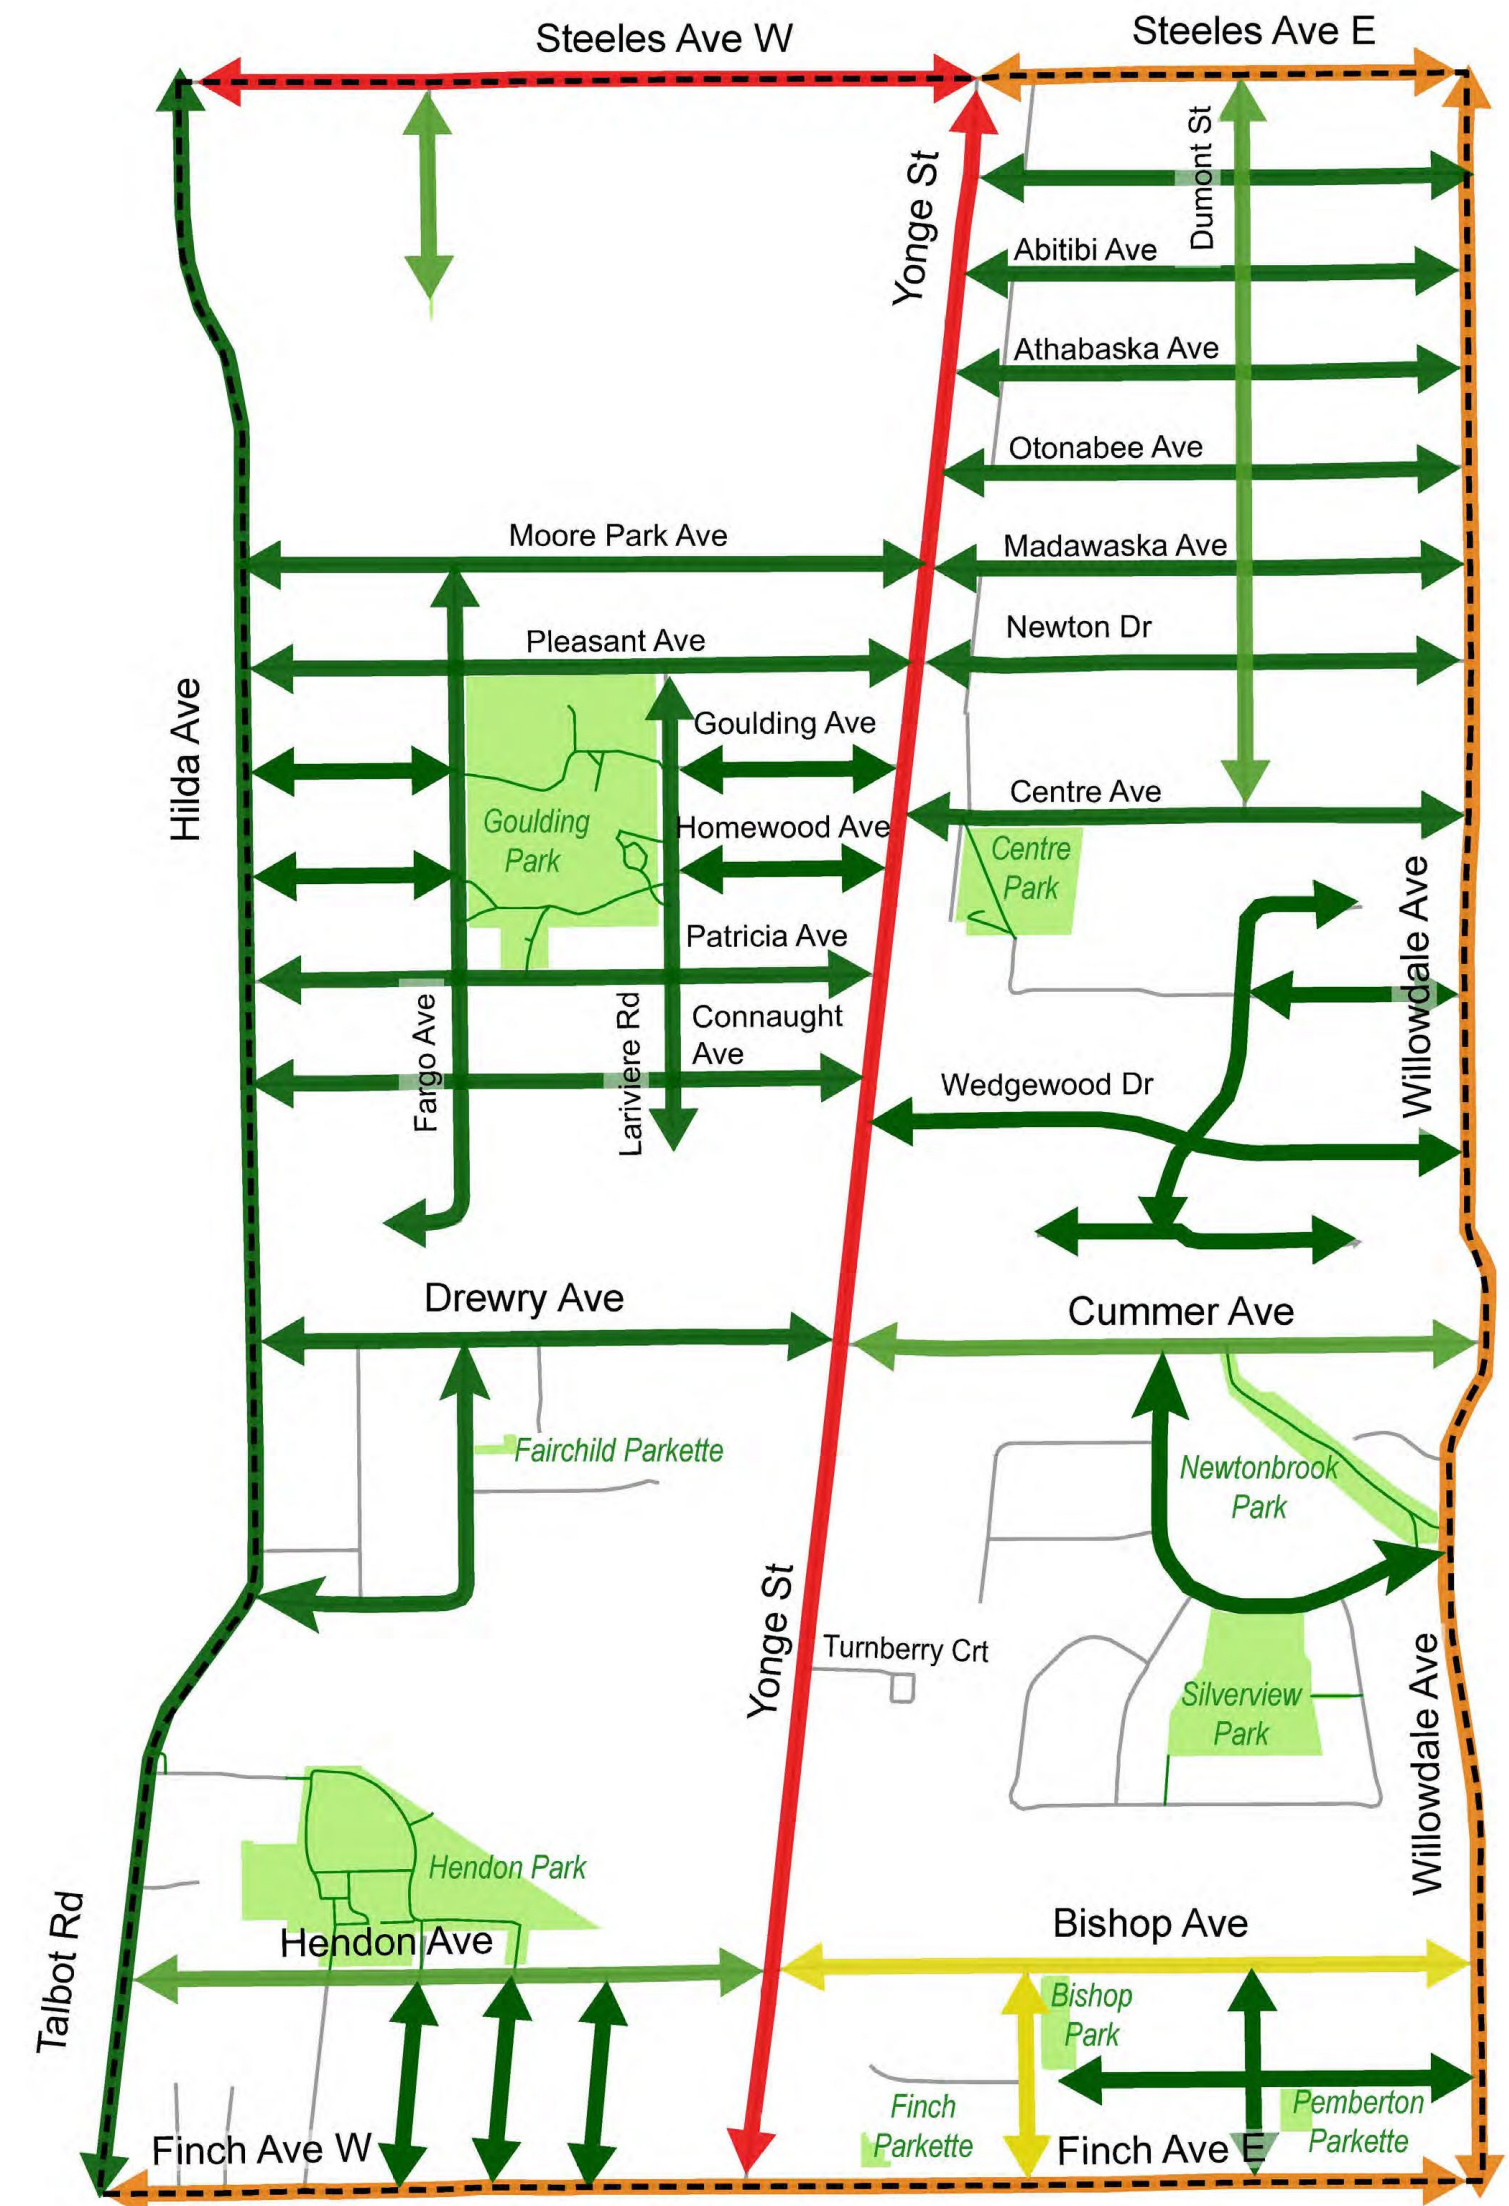 Steeles Ave W
Steeles Ave E
Yonge St
Dumont St
Abitibi Ave
Athabaska Ave
Otonabee Ave
Moore Park Ave
Madawaska Ave
Pleasant Ave
Newton Dr
Hilda Ave
Goulding Ave
Centre Ave
Goulding
Park
Homewood Ave
Centre
Park
Willowdale Ave
Patricia Ave
Fargo Ave
Lariviere Rd
Connaught
Ave
Wedgewood Dr
Drewry Ave
Cummer Ave
Fairchild Parkette
Newtonbrook
Park
Yonge St
Turnberry Crt
Silverview
Park
Willowdale Ave
Hendon Park
Talbot Rd
Hendon Ave
Bishop Ave
Bishop
Park
Finch
Parkette
Pemberton
Parkette
Finch Ave W
Finch Ave E